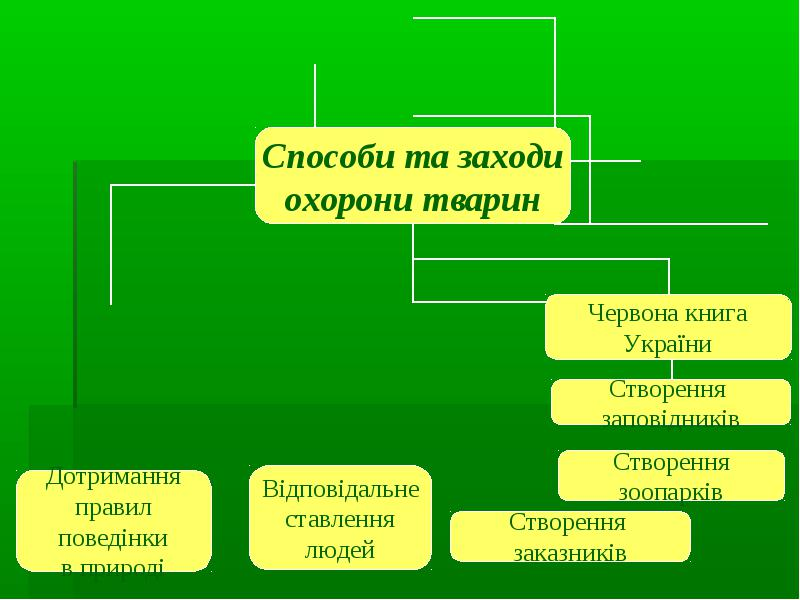 Способи та заходи
охорони тварин
Червона книга
України
Створення
заповідників
Створення
зоопарків
Створення
заказників
Відповідальне
ставлення
людей
Дотримання
правил
поведінки
в природі